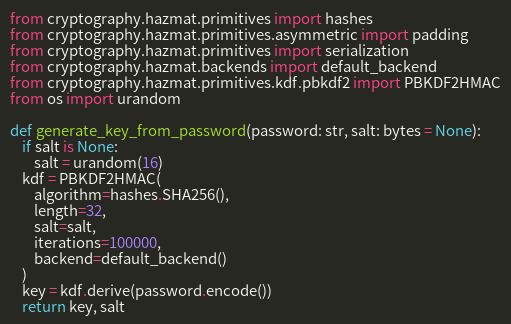 from cryptography.hazmat.primitives import hashes
from cryptography.hazmat.primitives.asymmetric import padding
from cryptography.hazmat.primitives import serialization
from cryptography.hazmat.backends import default_backend
from cryptography.hazmat.primitives.kdf.pbkdf2 import PBKDF2HMAC
from os import urandom

def generate_key_from_password(password: str, salt: bytes = None):
    if salt is None:
        salt = urandom(16)
    kdf = PBKDF2HMAC(
        algorithm=hashes.SHA256(),
        length=32,
        salt=salt,
        iterations=100000,
        backend=default_backend()
    )
    key = kdf.derive(password.encode())
    return key, salt